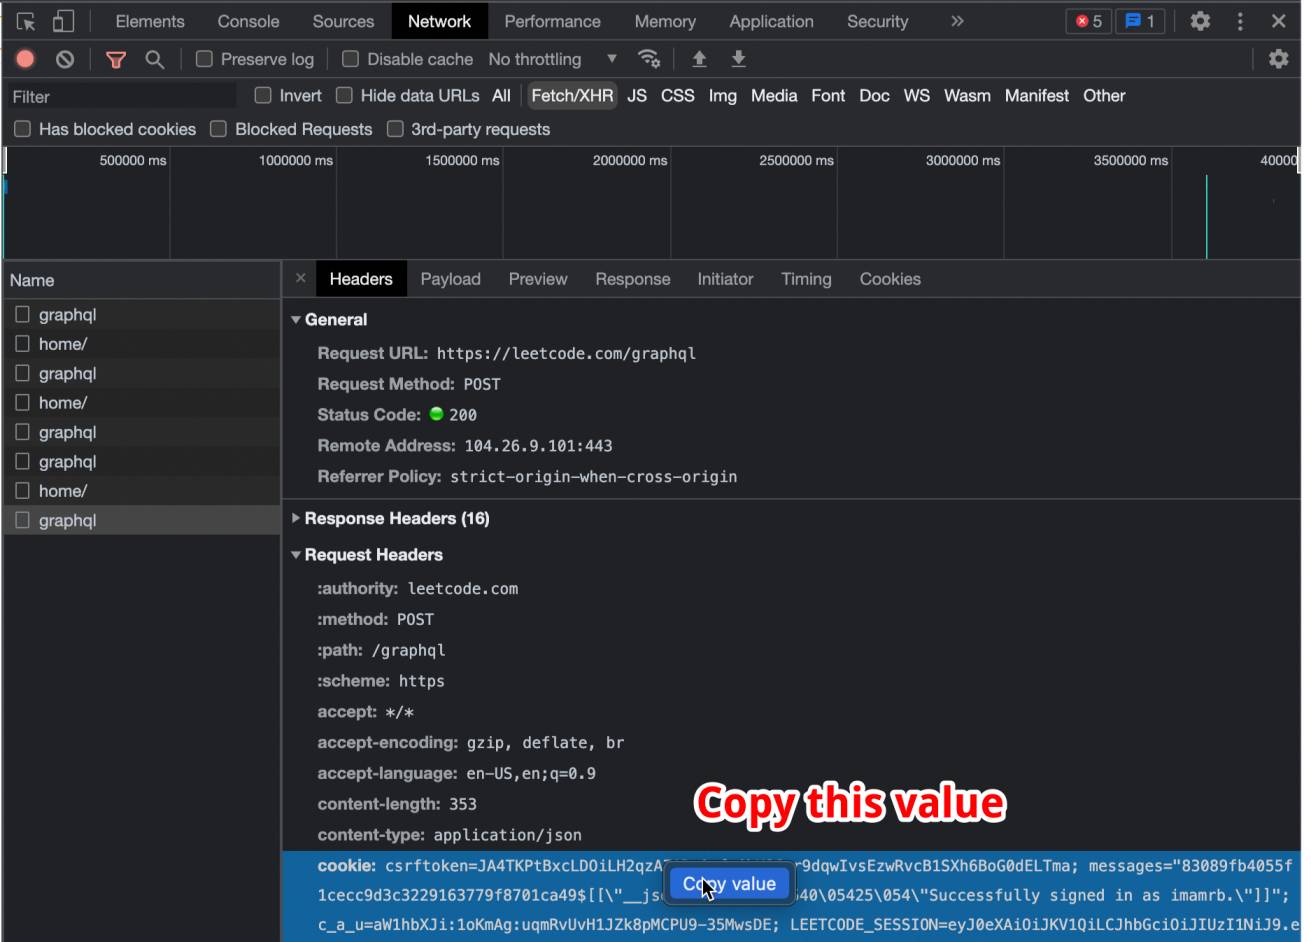 Elements Console Sources Network Performance Memory Application Security » 5 1
Preserve log Disable cache No throttling
Filter Invert Hide data URLs All Fetch/XHR JS CSS Img Media Font Doc WS Wasm Manifest Other
Has blocked cookies Blocked Requests 3rd-party requests
500000 ms 1000000 ms 1500000 ms 2000000 ms 2500000 ms 3000000 ms 3500000 ms 40000
Name
graphql
home/
graphql
home/
graphql
graphql
home/
graphql
Headers Payload Preview Response Initiator Timing Cookies
General
Request URL: https://leetcode.com/graphql
Request Method: POST
Status Code: 200
Remote Address: 104.26.9.101:443
Referrer Policy: strict-origin-when-cross-origin
Response Headers (16)
Request Headers
:authority: leetcode.com
:method: POST
:path: /graphql
:scheme: https
accept: */*
accept-encoding: gzip, deflate, br
accept-language: en-US,en;q=0.9
content-length: 353
content-type: application/json
Copy this value
cookie: csrftoken=JA4TKPtBxcLDOiLH2qzA r9dqwIvsEzwRvcB1SXh6BoG0dELTma; messages="83089fb4055f
1cecc9d3c3229163779f8701ca49$[[\"__js 40\05425\054\"Successfully signed in as imamrb.\"]]";
c_a_u=aW1hbXJi:1oKmAg:uqmRvUvH1JZk8pMCPU9-35MwsDE; LEETCODE_SESSION=eyJ0eXAiOiJKV1QiLCJhbGciOiJIUzI1NiJ9.e
Copy value